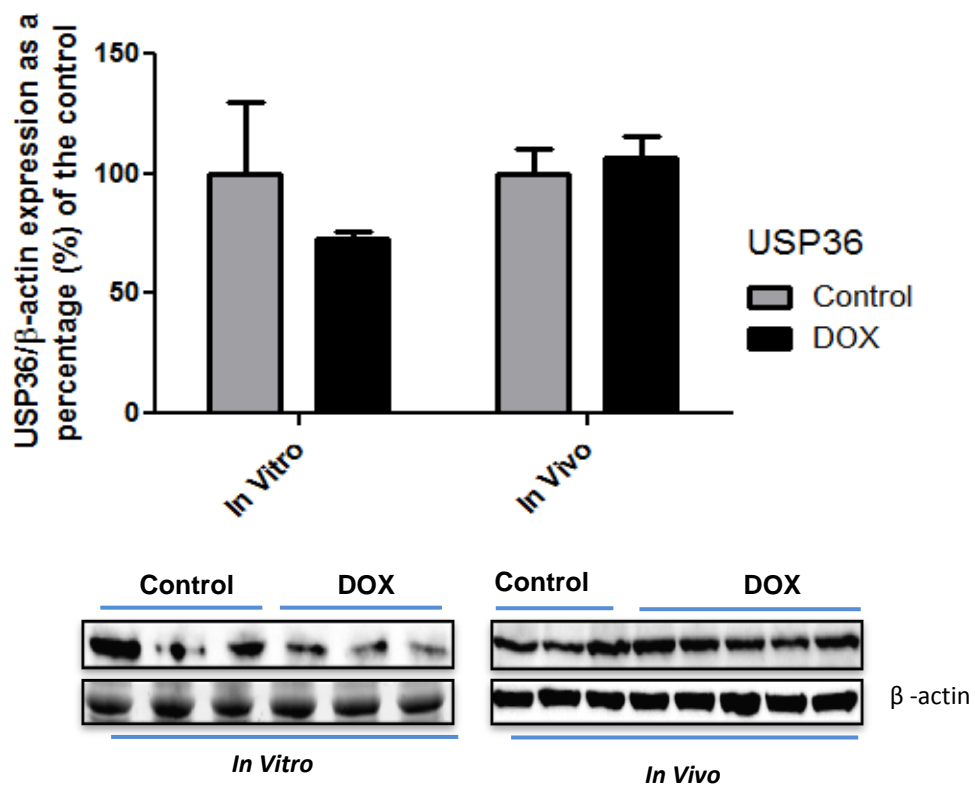 USP36/β-actin expression as a
percentage (%) of the control
150
100
50
0
In Vitro
In Vivo
USP36
Control
DOX
Control
DOX
Control
DOX
β -actin
In Vitro
In Vivo